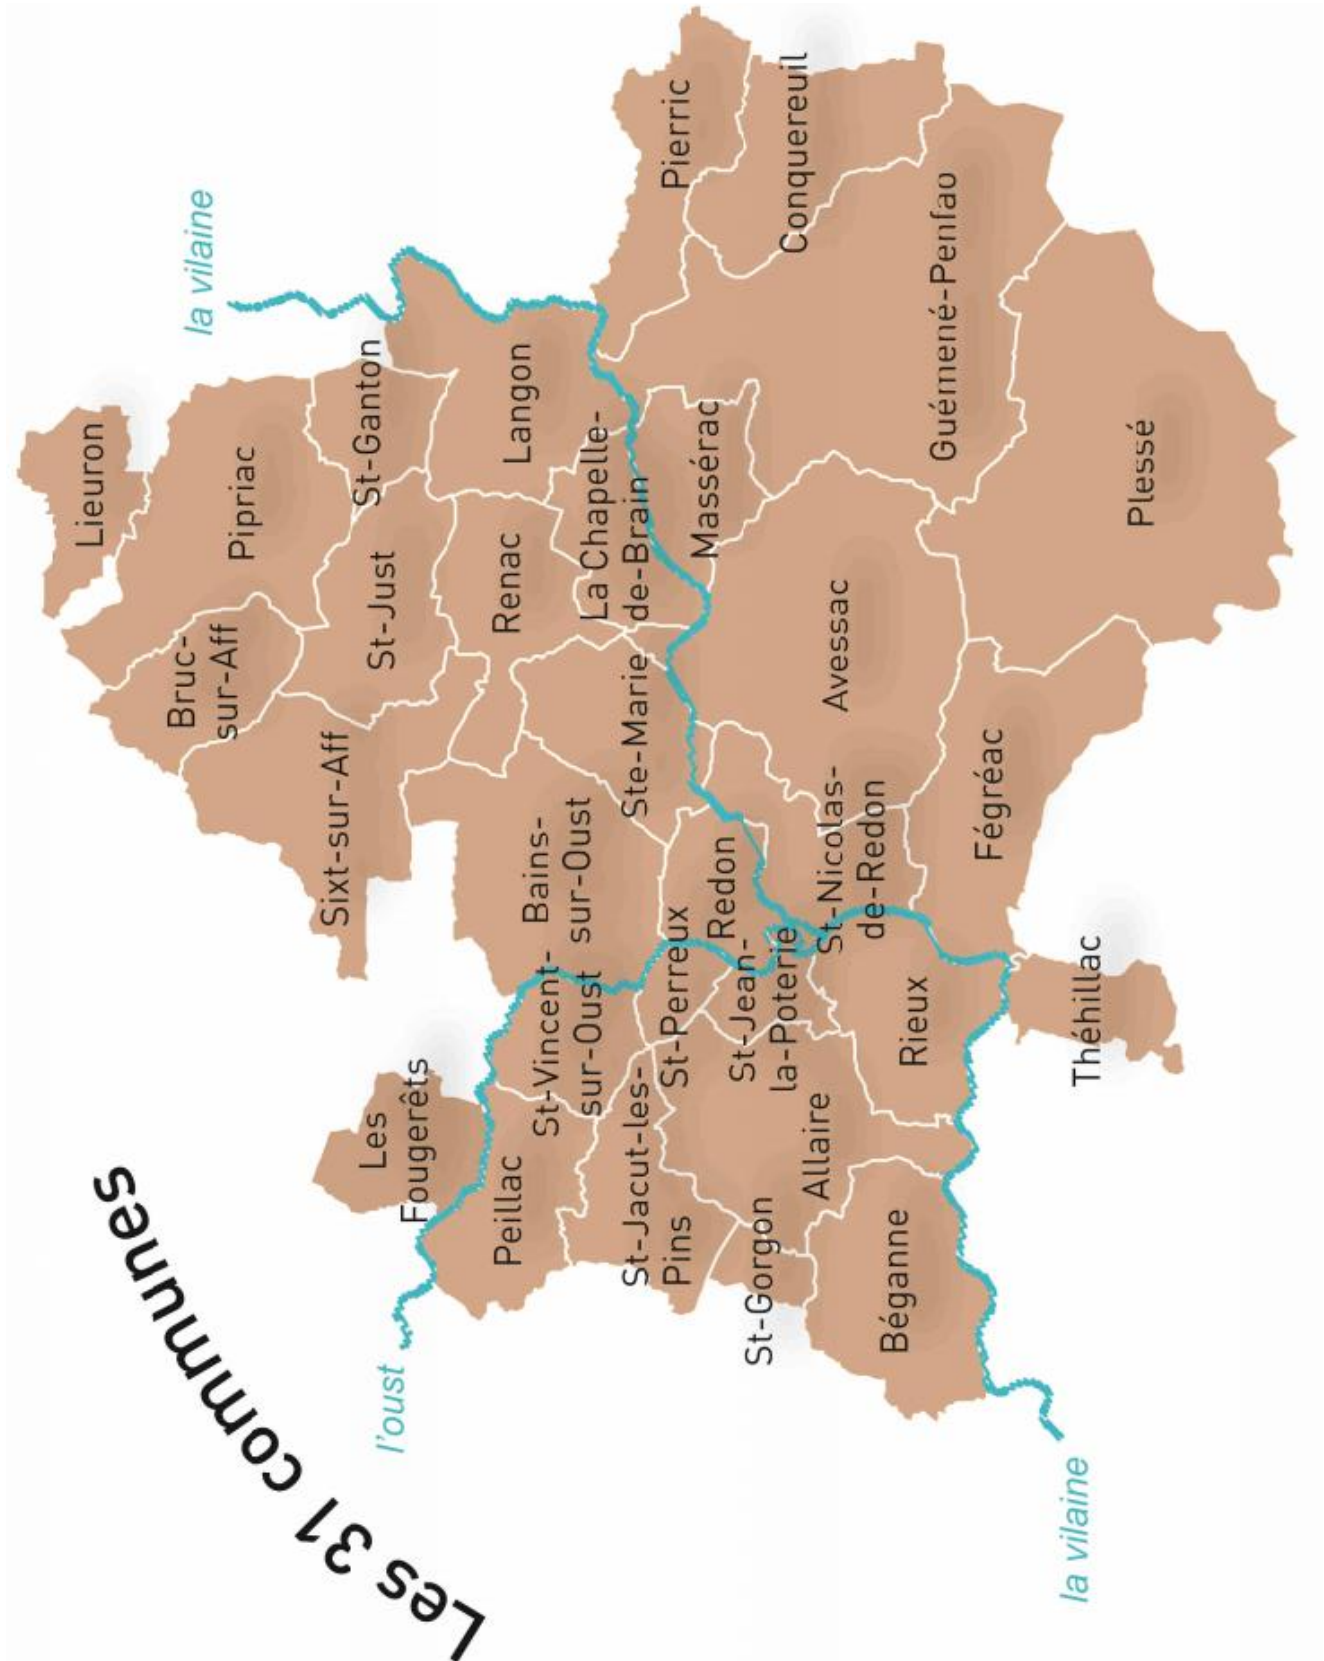 Les 31 communes
Lieuron
la vilaine
Bruc-
sur-Aff
Pipriac
Sixt-sur-Aff
St-Ganton
St-Just
l'oust
Les
Fougerêts
Peillac
Renac
Langon
St-Vincent-
sur-Oust
Bains-
sur-Oust
La Chapelle-
de-Brain
St-Jacut-les-
Pins
Ste-Marie
St-Perreux
Pierric
Massérac
Redon
St-Jean-
la-Poterie
St-Gorgon
Conquereuil
Allaire
St-Nicolas-
de-Redon
Avessac
Béganne
Rieux
Guémené-Penfao
Fégréac
la vilaine
Théhillac
Plessé